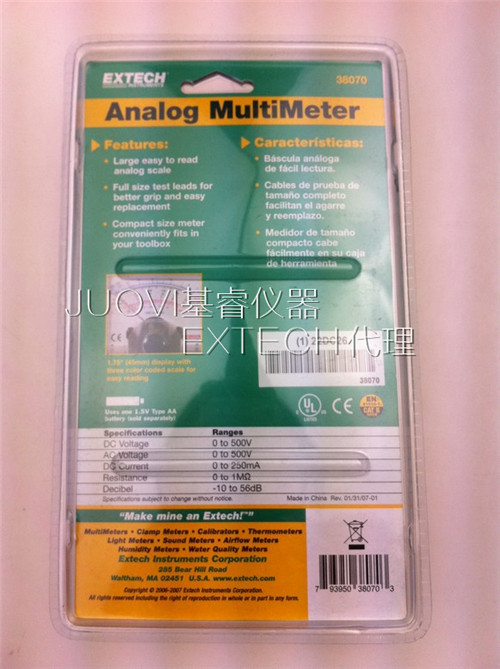 EXTECH
INSTRUMENTS
38070
Analog MultiMeter
Features:
Large easy to read
analog scale
Full size test leads for
better grip and easy
replacement
Compact size meter
conveniently fits in
your toolbox
Características:
Báscula análoga
de fácil lectura.
Cables de prueba de
tamaño completo
facilitan el agarre
y reemplazo.
Medidor de tamaño
compacto cabe
fácilmente en su caja
de herramienta
JUOVI基睿仪器
EXTECH代理
1.75" (45mm) display with
three color coded scale for
easy reading
38070
Uses one 1.5V Type AA
battery (sold separately)
UL
LISTED
CE
EN
CAT II
Specifications Ranges
DC Voltage 0 to 500V
AC Voltage 0 to 500V
DC Current 0 to 250mA
Resistance 0 to 1MΩ
Decibel -10 to 56dB
Specifications subject to change without notice.
Made in China Rev. 01/31/07-01
"Make mine an Extech!"™
MultiMeters • Clamp Meters • Calibrators • Thermometers
Light Meters • Sound Meters • Airflow Meters
Humidity Meters • Water Quality Meters
Extech Instruments Corporation
285 Bear Hill Road
Waltham, MA 02451 U.S.A. www.extech.com
Copyright © 2006-2007 Extech Instruments Corporation.
All rights reserved including the right of reproduction in whole or in part in any form.
7 93950 38070 3